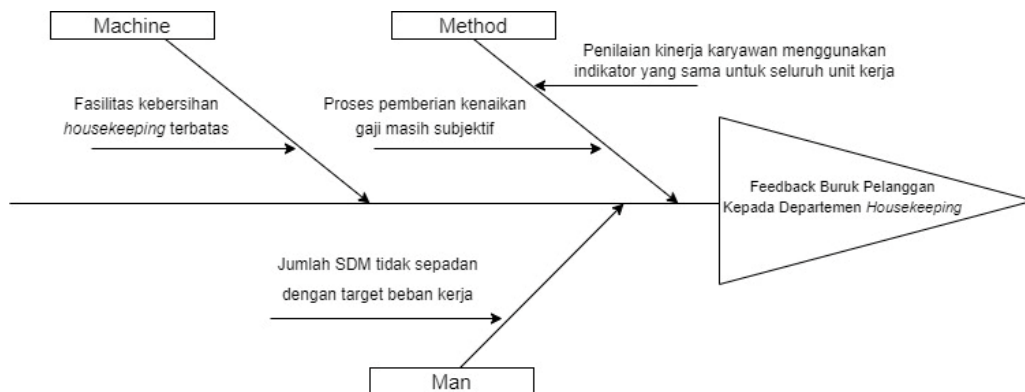 Machine
Method
Penilaian kinerja karyawan menggunakan
indikator yang sama untuk seluruh unit kerja
Fasilitas kebersihan
housekeeping terbatas
Proses pemberian kenaikan
gaji masih subjektif
Feedback Buruk Pelanggan
Kepada Departemen Housekeeping
Jumlah SDM tidak sepadan
dengan target beban kerja
Man